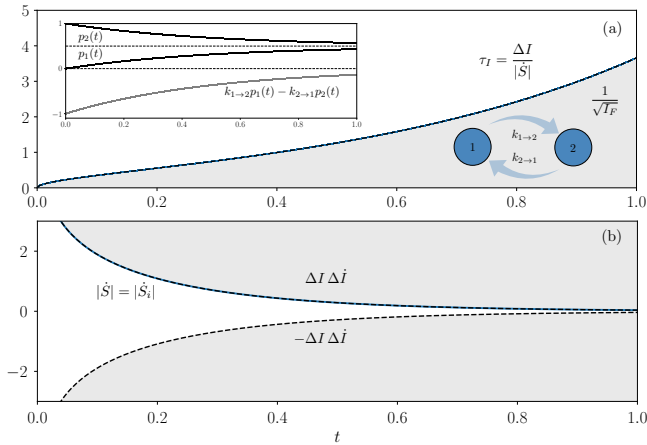 5
4
3
2
1
0
0.0 0.2 0.4 0.6 0.8 1.0
(a)
1
0
−1
0.0 0.2 0.4 0.6 0.8 1.0
p₂(t)
p₁(t)
k₁→₂p₁(t) − k₂→₁p₂(t)
τ_I = ΔI / |Ṡ|
1 / √I_F
1
2
k₁→₂
k₂→₁
(b)
2
0
−2
|Ṡ| = |Ṡᵢ|
ΔI Δİ
−ΔI Δİ
0.0 0.2 0.4 0.6 0.8 1.0
t